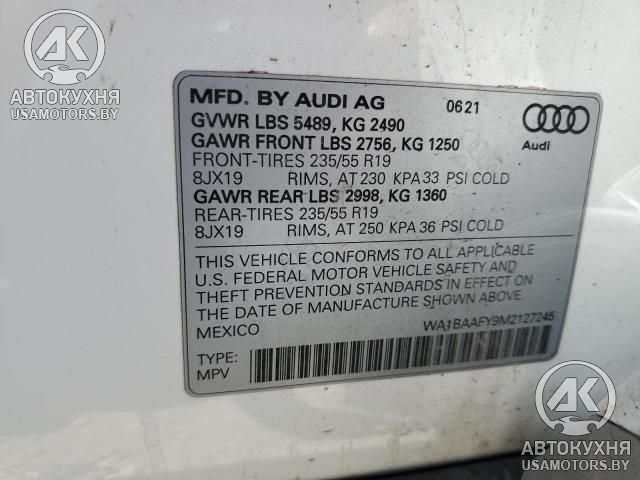 АК
АВТОКУХНЯ
USAMOTORS.BY
MFD. BY AUDI AG 0621
GVWR LBS 5489, KG 2490
GAWR FRONT LBS 2756, KG 1250
FRONT-TIRES 235/55 R19
8JX19 RIMS, AT 230 KPA 33 PSI COLD
GAWR REAR LBS 2998, KG 1360
REAR-TIRES 235/55 R19
8JX19 RIMS, AT 250 KPA 36 PSI COLD
Audi
THIS VEHICLE CONFORMS TO ALL APPLICABLE
U.S. FEDERAL MOTOR VEHICLE SAFETY AND
THEFT PREVENTION STANDARDS IN EFFECT ON
THE DATE OF MANUFACTURE SHOWN ABOVE
MEXICO WA1BAAFY9M2127245
TYPE:
MPV
АК
АВТОКУХНЯ
USAMOTORS.BY